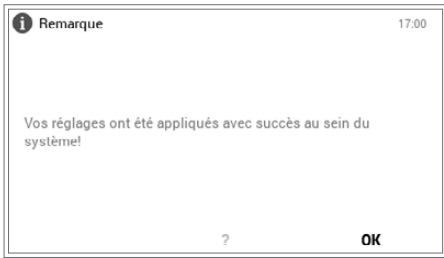 Remarque 17:00
Vos réglages ont été appliqués avec succès au sein du
système!
? OK